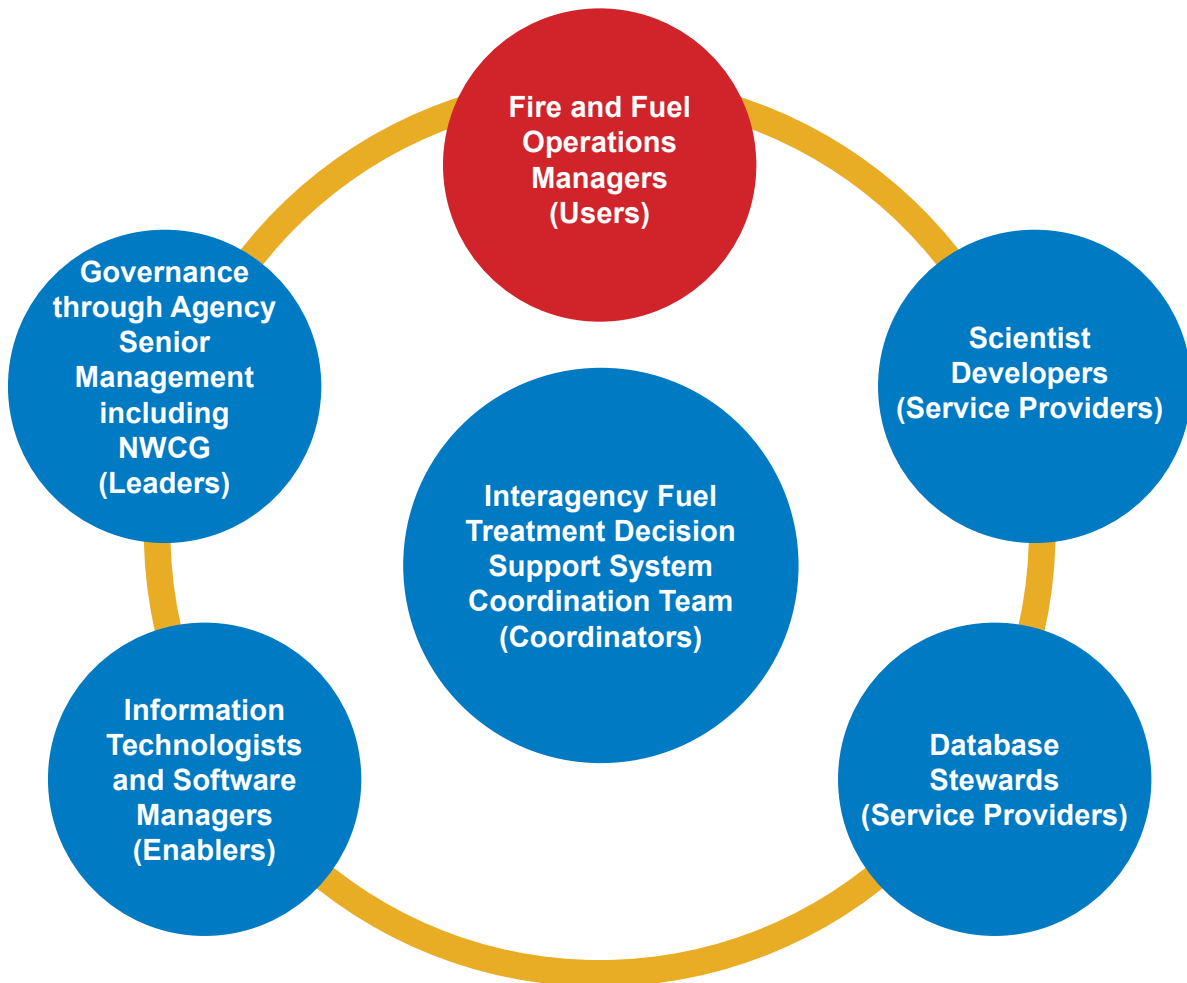 Fire and Fuel
Operations
Managers
(Users)
Governance
through Agency
Senior
Management
including
NWCG
(Leaders)
Scientist
Developers
(Service Providers)
Interagency Fuel
Treatment Decision
Support System
Coordination Team
(Coordinators)
Information
Technologists
and Software
Managers
(Enablers)
Database
Stewards
(Service Providers)